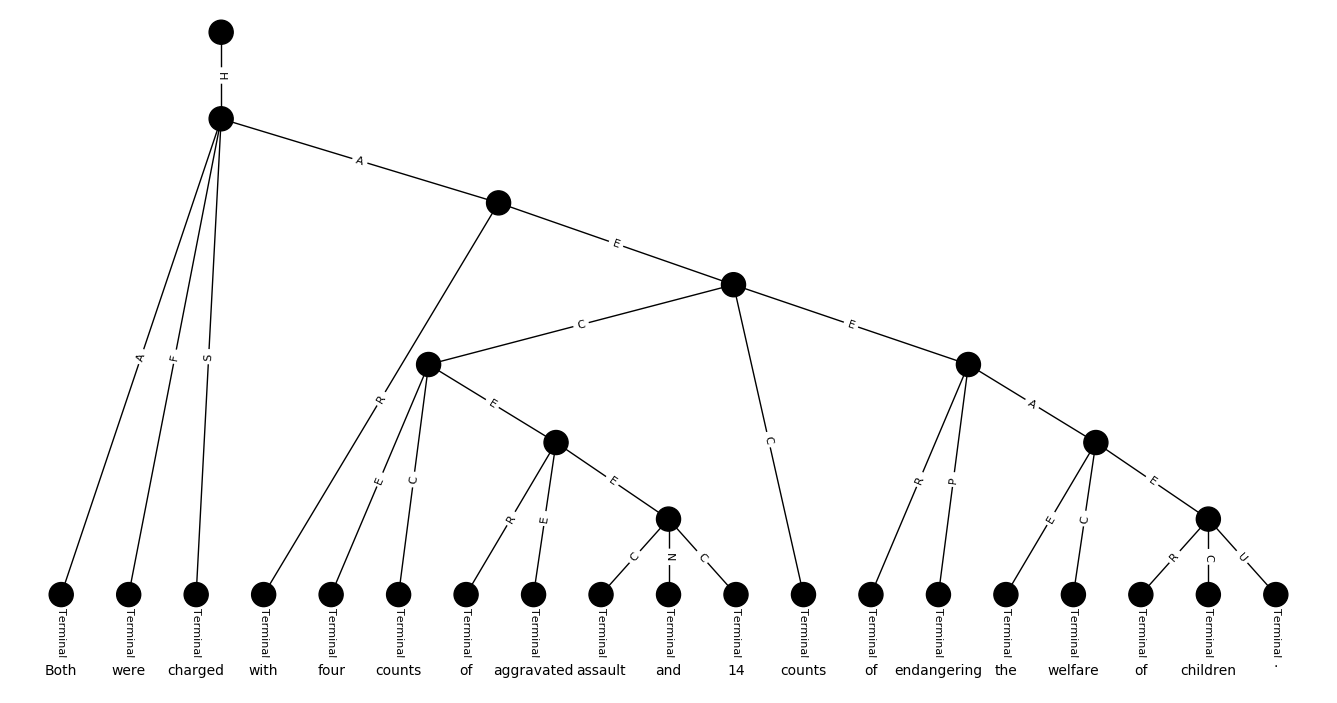 H
A
E
A F S
C E
R E A
E C C R P E
R E E C
C N C R C U
Terminal Terminal Terminal Terminal Terminal Terminal Terminal Terminal Terminal Terminal Terminal Terminal Terminal Terminal Terminal Terminal Terminal Terminal Terminal
Both were charged with four counts of aggravated assault and 14 counts of endangering the welfare of children .